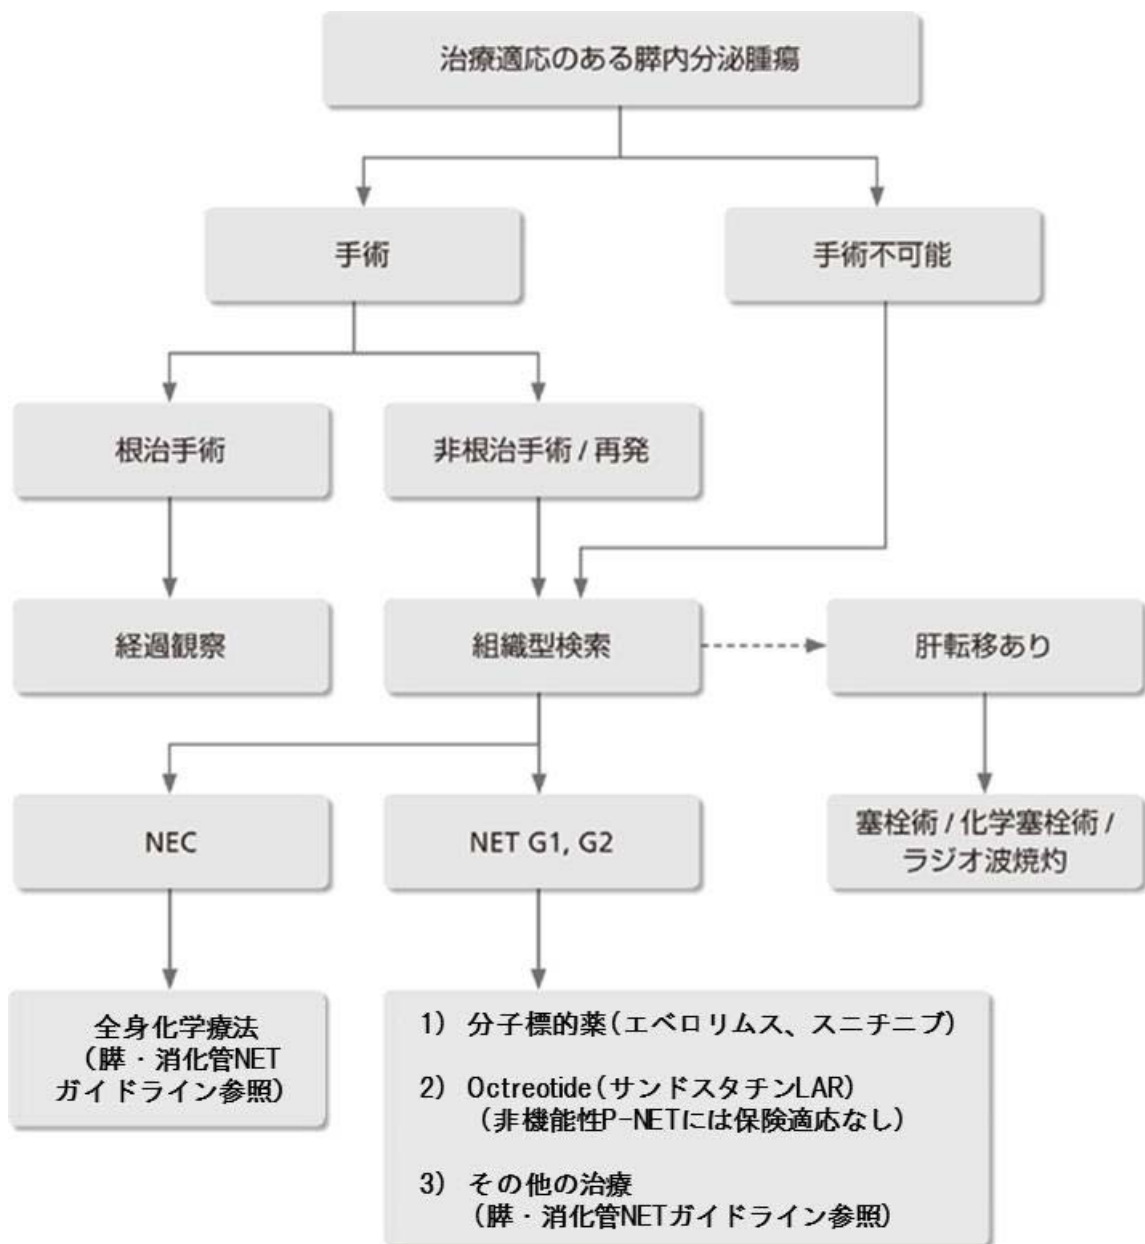 治療適応のある膵内分泌腫瘍
手術
手術不可能
根治手術
非根治手術 / 再発
経過観察
組織型検索
肝転移あり
NEC
NET G1, G2
塞栓術 / 化学塞栓術 /
ラジオ波焼灼
全身化学療法
（膵・消化管NET
ガイドライン参照）
1) 分子標的薬（エベロリムス、スニチニブ）
2) Octreotide（サンドスタチンLAR）
（非機能性P-NETには保険適応なし）
3) その他の治療
（膵・消化管NETガイドライン参照）